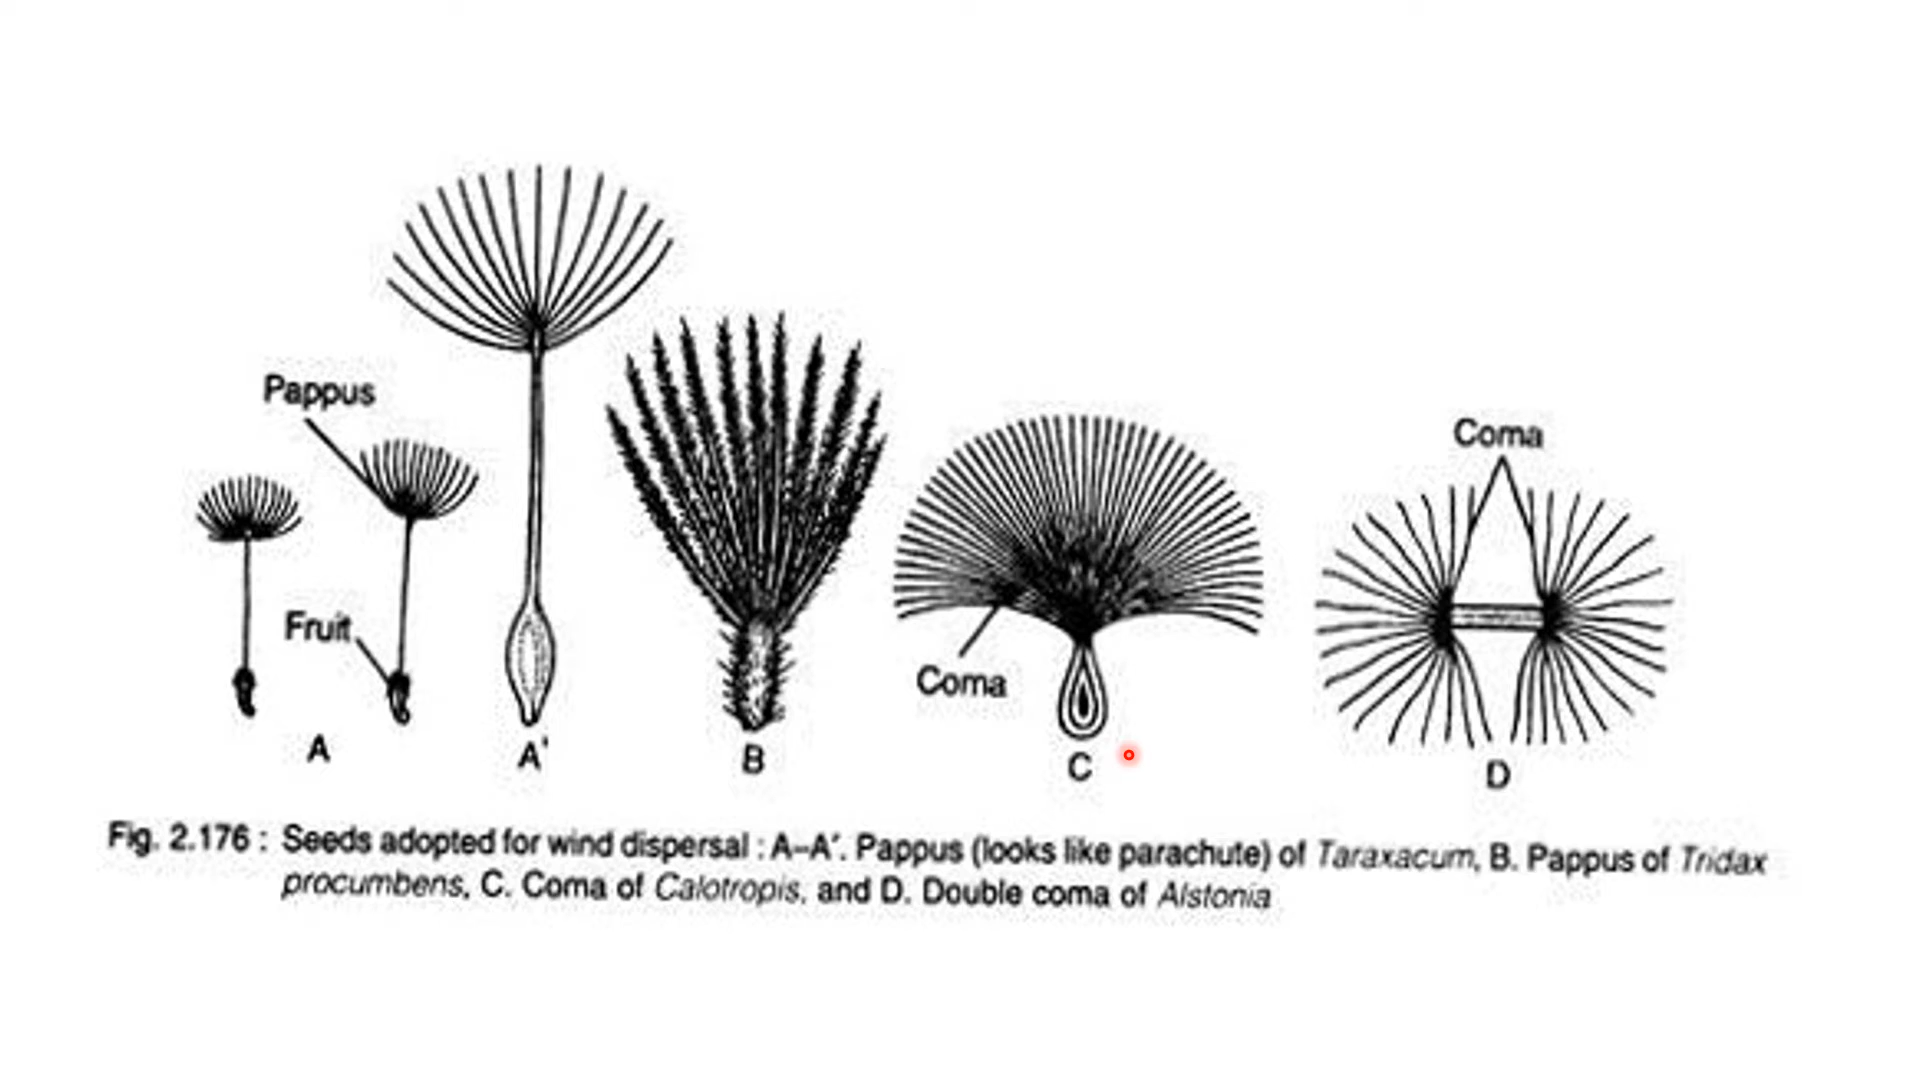 Pappus
Fruit
Coma
Coma
A
A'
B
C
D
Fig. 2.176 : Seeds adopted for wind dispersal : A–A'. Pappus (looks like parachute) of Taraxacum, B. Pappus of Tridax
procumbens, C. Coma of Calotropis, and D. Double coma of Alstonia